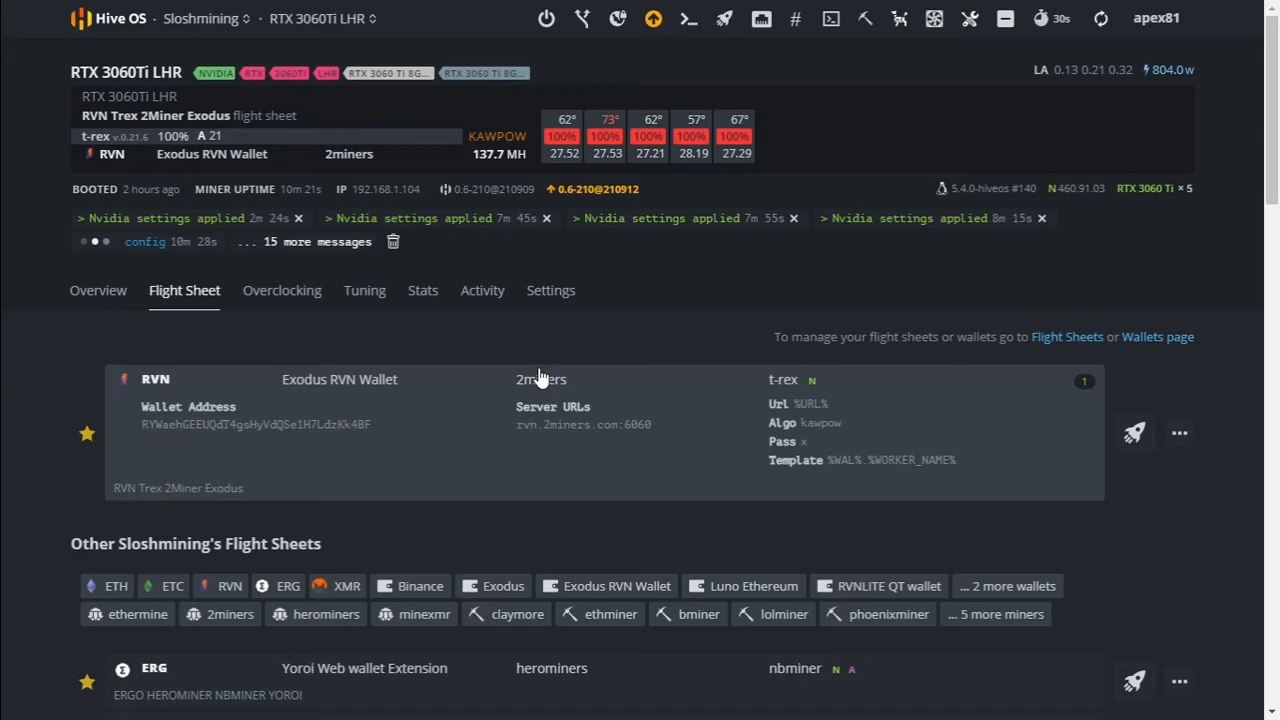 Hive OS Sloshmining RTX 3060Ti LHR # 30s apex81
RTX 3060Ti LHR NVIDIA RTX 3060TI LHR RTX 3060 TI 8G... RTX 3060 TI 8G... LA 0.13 0.21 0.32 804.0 w
RTX 3060Ti LHR
RVN Trex 2Miner Exodus flight sheet 62° 73° 62° 57° 67°
t-rex v.0.21.6 100% A 21 KAWPOW 100% 100% 100% 100% 100%
RVN Exodus RVN Wallet 2miners 137.7 MH 27.52 27.53 27.21 28.19 27.29
BOOTED 2 hours ago MINER UPTIME 10m 21s IP 192.168.1.104 0.6-210@210909 0.6-210@210912 5.4.0-hiveos #140 N 460.91.03 RTX 3060 Ti × 5
> Nvidia settings applied 2m 24s × > Nvidia settings applied 7m 45s × > Nvidia settings applied 7m 55s × > Nvidia settings applied 8m 15s ×
config 10m 28s ... 15 more messages
Overview Flight Sheet Overclocking Tuning Stats Activity Settings
To manage your flight sheets or wallets go to Flight Sheets or Wallets page
RVN Exodus RVN Wallet 2miners t-rex N 1
Wallet Address Server URLs Url %URL%
RYWaehGEEUQdT4gsHyVdQSe1H7LdzKk4BF rvn.2miners.com:6060 Algo kawpow
Pass x
Template %WAL%.%WORKER_NAME%
RVN Trex 2Miner Exodus
Other Sloshmining's Flight Sheets
ETH ETC RVN ERG XMR Binance Exodus Exodus RVN Wallet Luno Ethereum RVNLITE QT wallet ... 2 more wallets
ethermine 2miners herominers minexmr claymore ethminer bminer lolminer phoenixminer ... 5 more miners
ERG Yoroi Web wallet Extension herominers nbminer N A
ERGO HEROMINER NBMINER YOROI